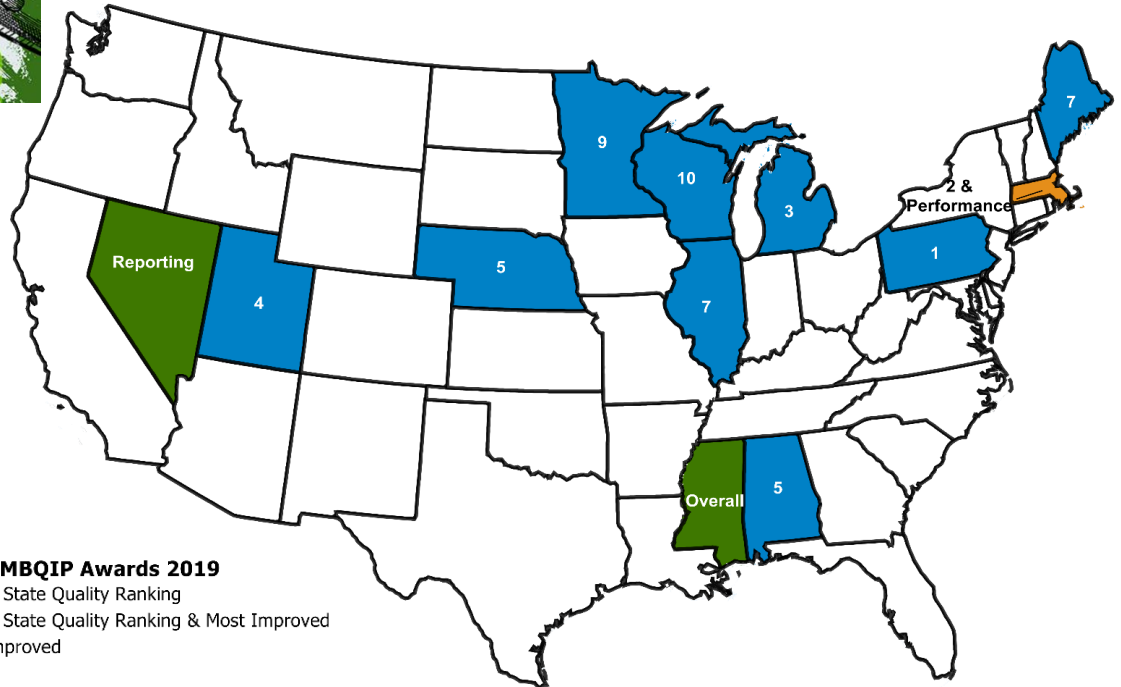 7
9
10
3
2 &
Performance
1
Reporting
5
4
7
5
Overall
MBQIP Awards 2019
State Quality Ranking
State Quality Ranking & Most Improved
mproved